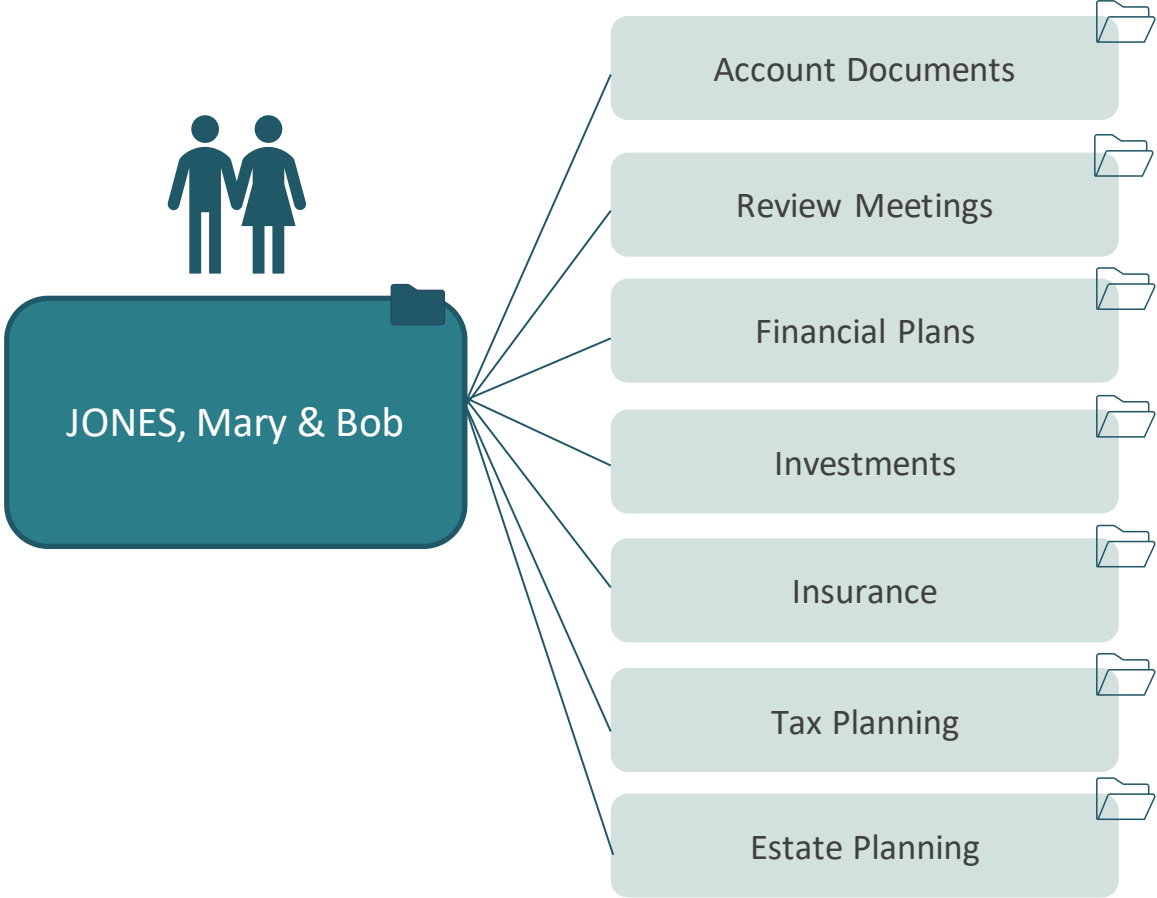 Account Documents
Review Meetings
Financial Plans
JONES, Mary & Bob
Investments
Insurance
Tax Planning
Estate Planning